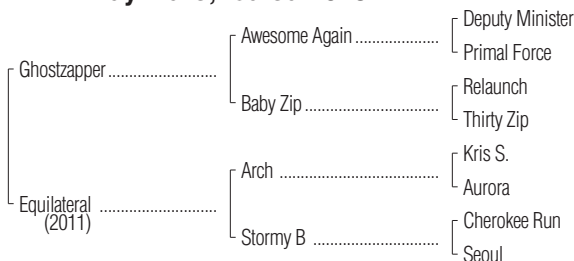 Ghostzapper
Equilateral
(2011)
Awesome Again
Baby Zip
Arch
Stormy B
Deputy Minister
Primal Force
Relaunch
Thirty Zip
Kris S.
Aurora
Cherokee Run
Seoul